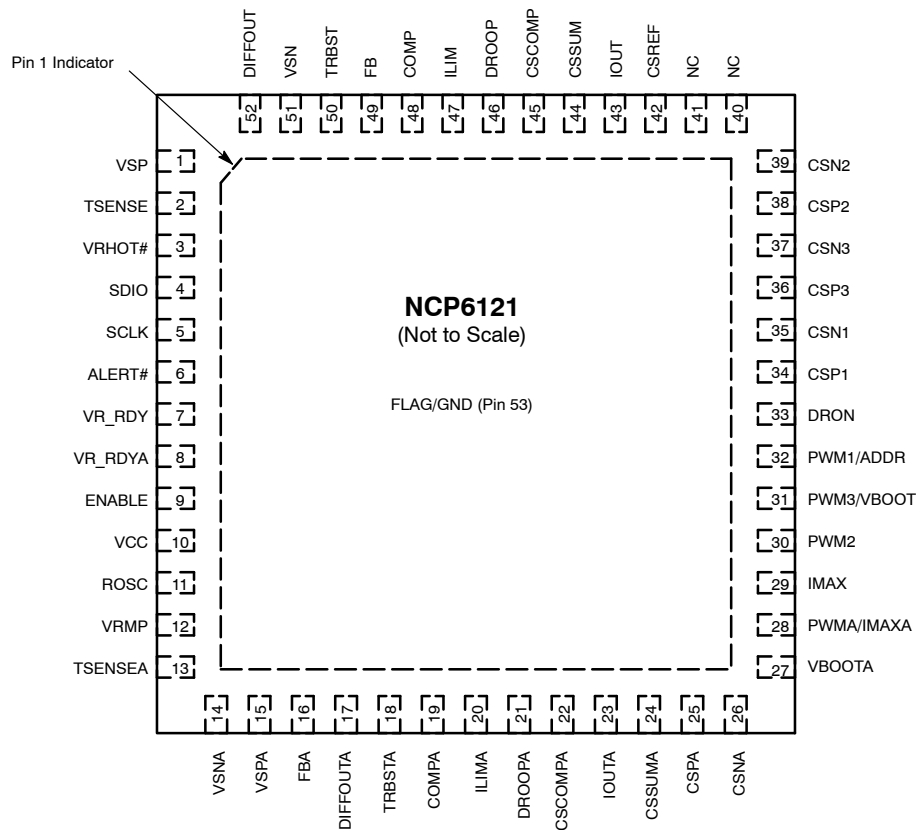 DIFFOUT
VSN
TRBST
FB
COMP
ILIM
DROOP
CSCOMP
CSSUM
IOUT
CSREF
NC
NC
Pin 1 Indicator
52
51
50
49
48
47
46
45
44
43
42
41
40
VSP 1
TSENSE 2
VRHOT# 3
SDIO 4
SCLK 5
ALERT# 6
VR_RDY 7
VR_RDYA 8
ENABLE 9
VCC 10
ROSC 11
VRMP 12
TSENSEA 13
NCP6121
(Not to Scale)
FLAG/GND (Pin 53)
39 CSN2
38 CSP2
37 CSN3
36 CSP3
35 CSN1
34 CSP1
33 DRON
32 PWM1/ADDR
31 PWM3/VBOOT
30 PWM2
29 IMAX
28 PWMA/IMAXA
27 VBOOTA
14
15
16
17
18
19
20
21
22
23
24
25
26
VSNA
VSPA
FBA
DIFFOUTA
TRBSTA
COMPA
ILIMA
DROOPA
CSCOMPA
IOUTA
CSSUMA
CSPA
CSNA